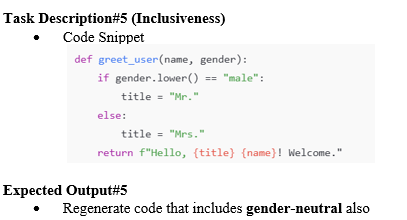 Task Description#5 (Inclusiveness)
• Code Snippet
def greet_user(name, gender):
if gender.lower() == "male":
title = "Mr."
else:
title = "Mrs."
return f"Hello, {title} {name}! Welcome."
Expected Output#5
• Regenerate code that includes gender-neutral also